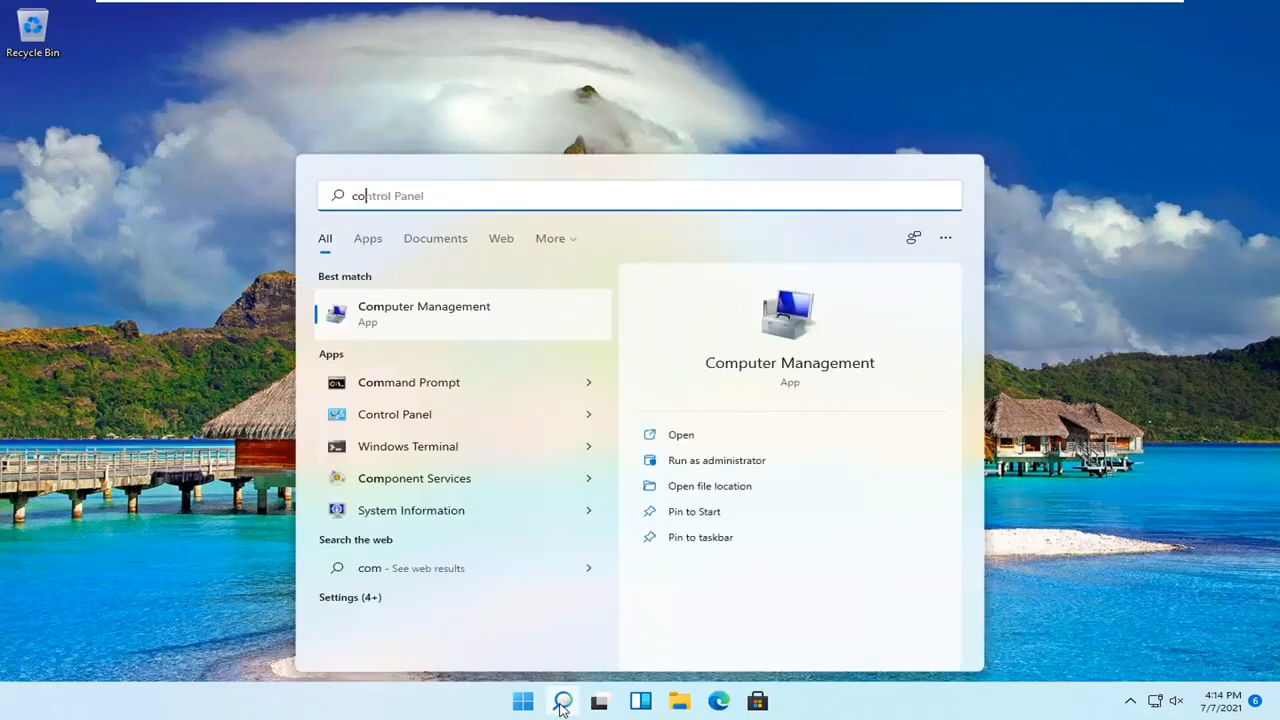 Recycle Bin
control Panel
All Apps Documents Web More
Best match
Computer Management
App
Apps
Command Prompt
Control Panel
Windows Terminal
Component Services
System Information
Search the web
com - See web results
Settings (4+)
Computer Management
App
Open
Run as administrator
Open file location
Pin to Start
Pin to taskbar
4:14 PM
7/7/2021
6